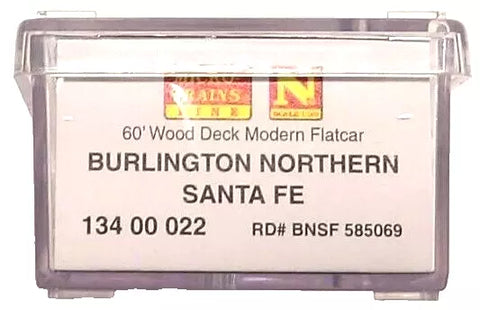 MICRO
TRAINS
LINE
N
60' Wood Deck Modern Flatcar
BURLINGTON NORTHERN
SANTA FE
134 00 022 RD# BNSF 585069